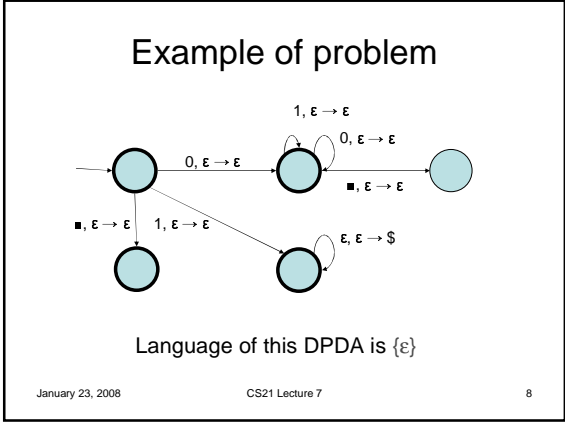 Example of problem
1, ε → ε
0, ε → ε
0, ε → ε
■, ε → ε
■, ε → ε
1, ε → ε
ε, ε → $
Language of this DPDA is {ε}
January 23, 2008
CS21 Lecture 7
8